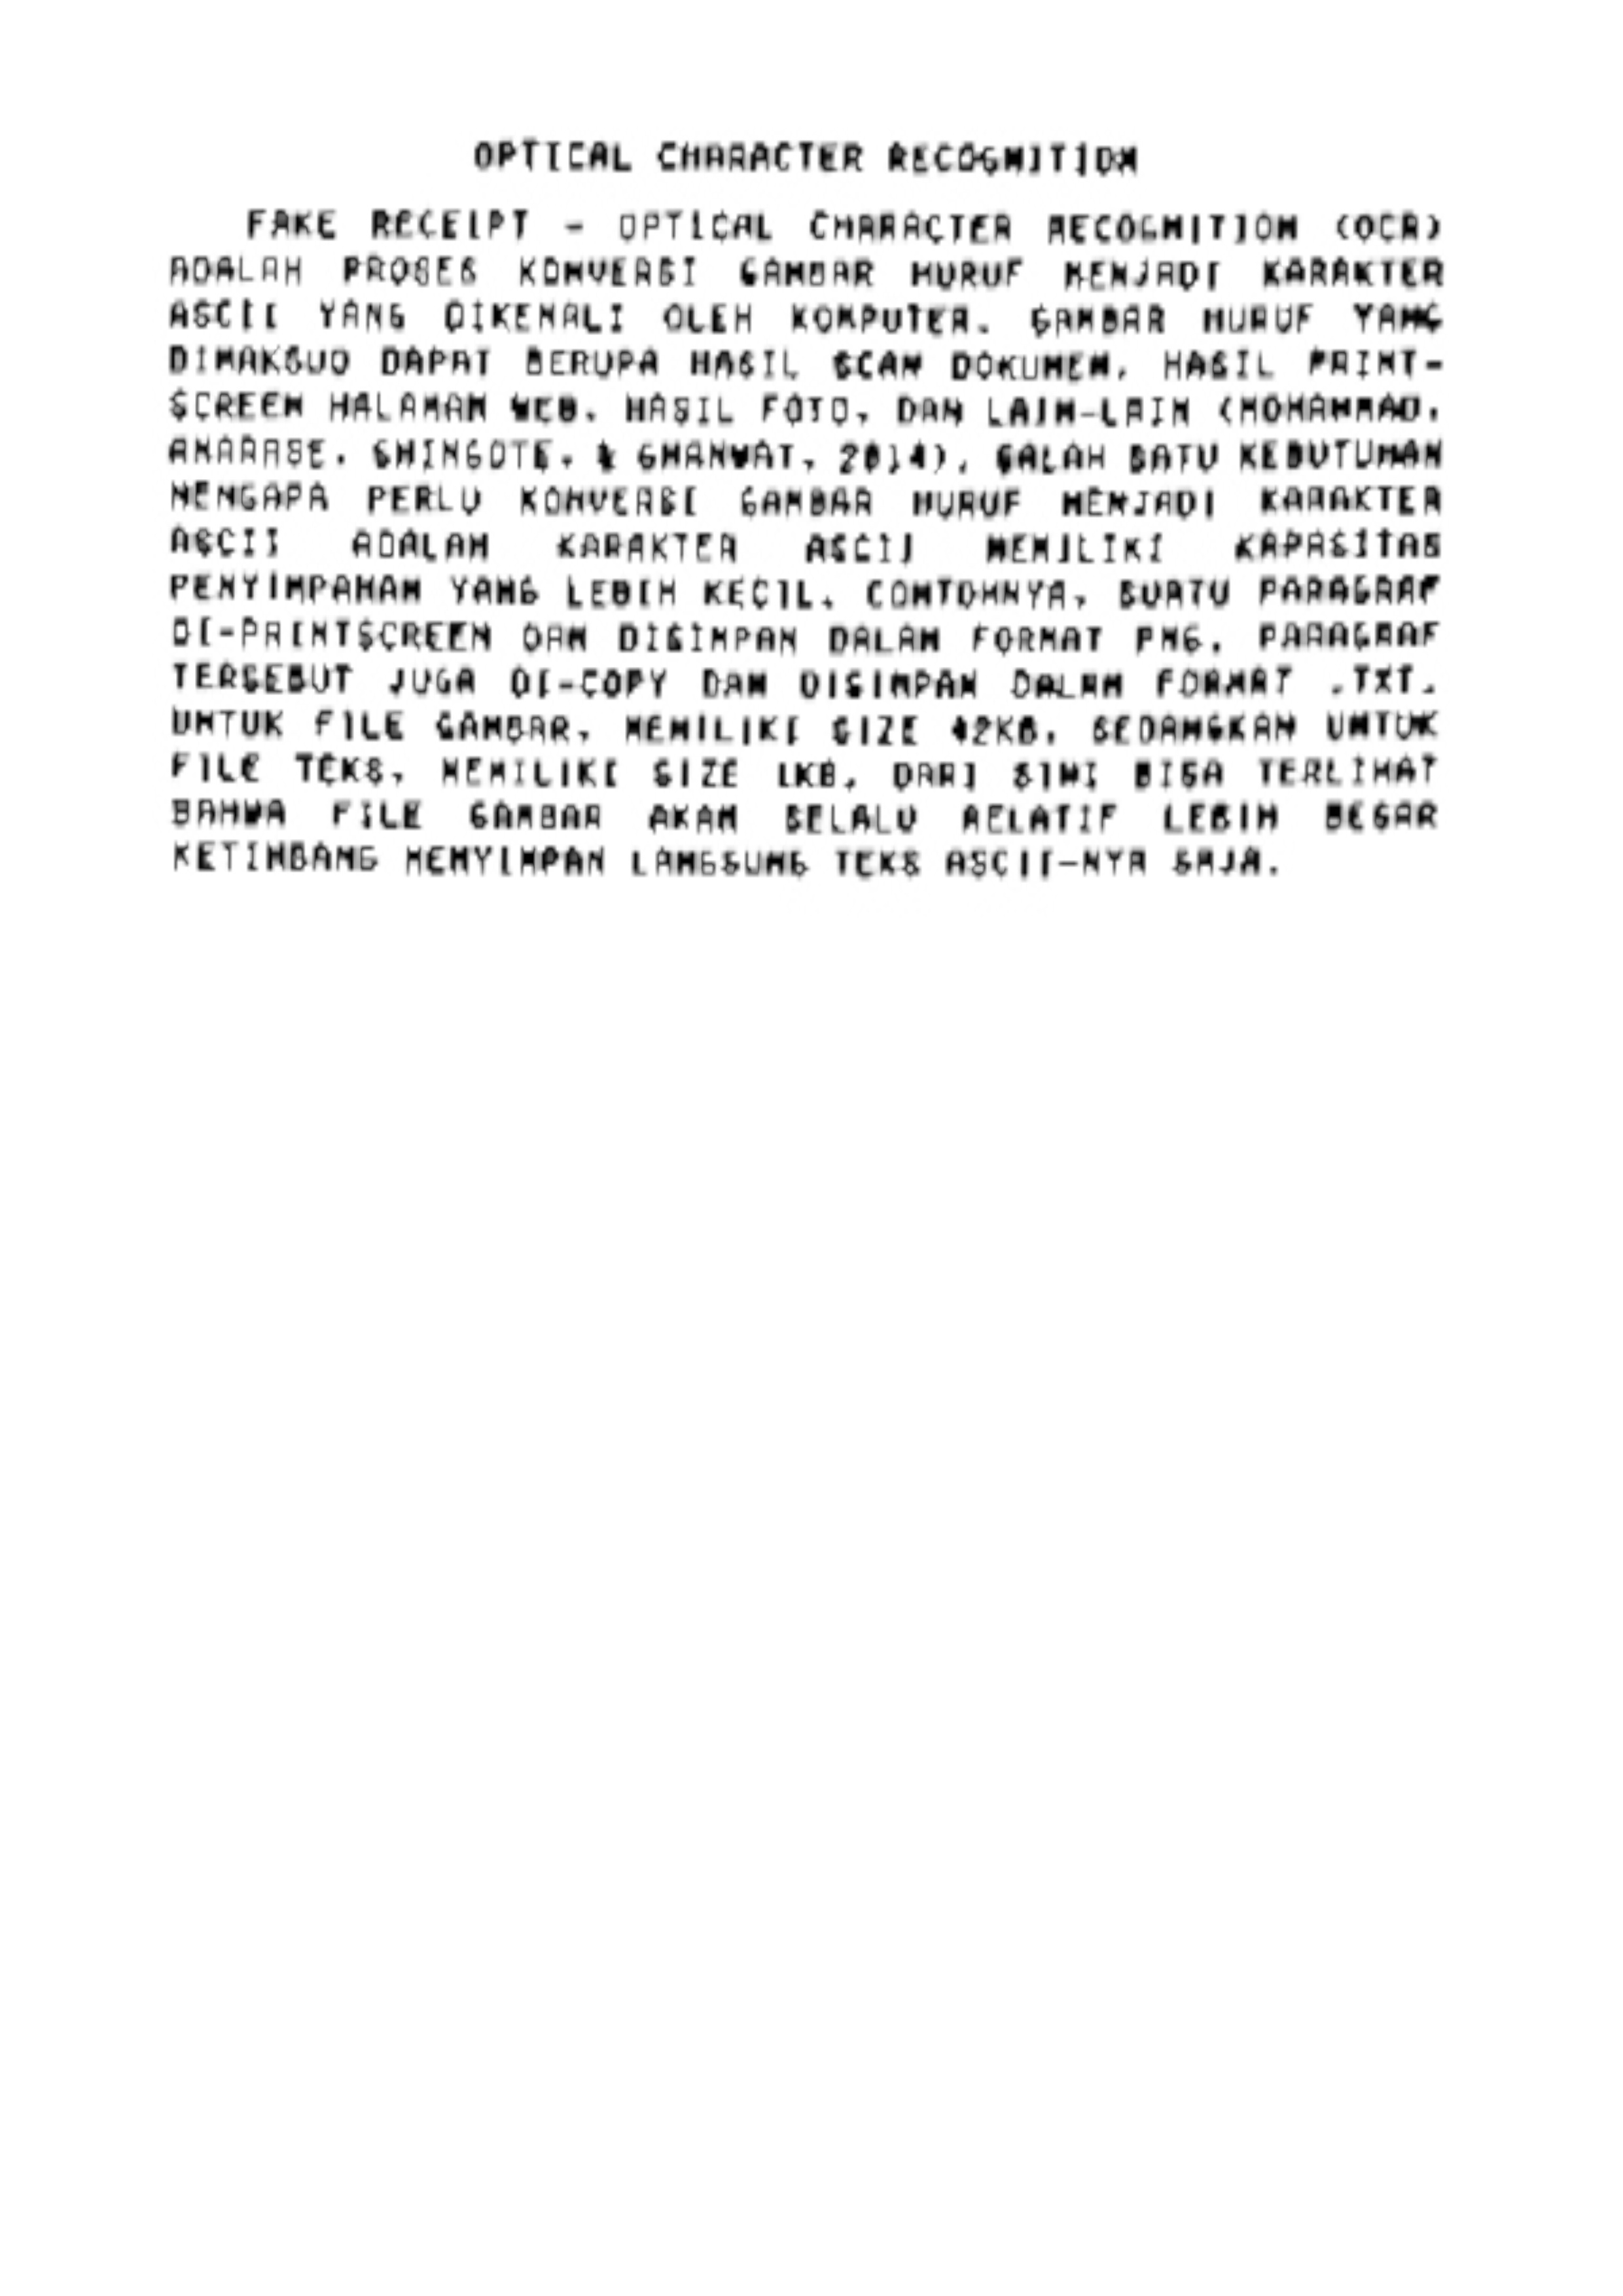 OPTICAL CHARACTER RECOGNITION
FAKE RECEIPT - OPTICAL CHARACTER RECOGNITION (OCR)
ADALAH PROSES KONVERSI GAMBAR HURUF MENJADI KARAKTER
ASCII YANG DIKENALI OLEH KOMPUTER. GAMBAR HURUF YANG
DIMAKSUD DAPAT BERUPA HASIL SCAN DOKUMEN, HASIL PRINT-
SCREEN HALAMAN WEB, HASIL FOTO, DAN LAIN-LAIN (MOHAMMAD,
ANARASE, SHINGOTE, & GHANWAT, 2014). SALAH SATU KEBUTUHAN
MENGAPA PERLU KONVERSI GAMBAR HURUF MENJADI KARAKTER
ASCII ADALAH KARAKTER ASCII MEMILIKI KAPASITAS
PENYIMPANAN YANG LEBIH KECIL. CONTOHNYA, SUATU PARAGRAF
DI-PRINTSCREEN DAN DISIMPAN DALAM FORMAT PNG. PARAGRAF
TERSEBUT JUGA DI-COPY DAN DISIMPAN DALAM FORMAT .TXT.
UNTUK FILE GAMBAR, MEMILIKI SIZE 42KB. SEDANGKAN UNTUK
FILE TEKS, MEMILIKI SIZE 1KB. DARI SINI BISA TERLIHAT
BAHWA FILE GAMBAR AKAN SELALU RELATIF LEBIH BESAR
KETIMBANG MENYIMPAN LANGSUNG TEKS ASCII-NYA SAJA.